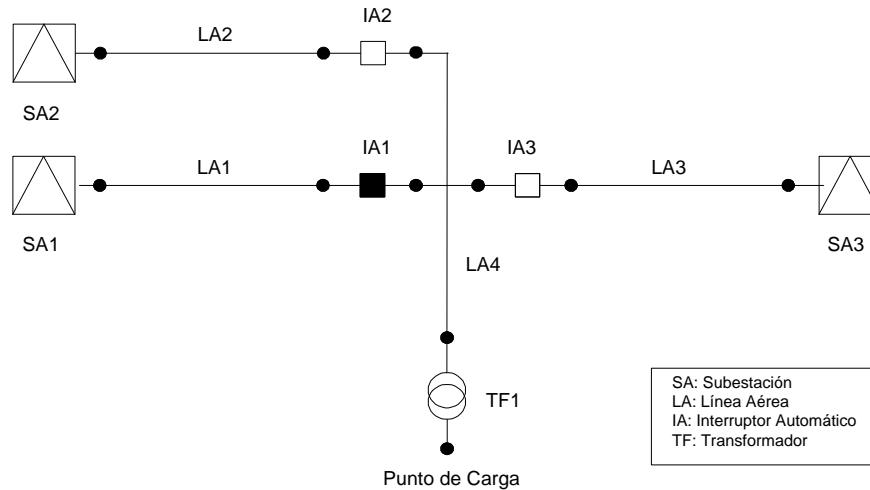 LA2
IA2
SA2
LA1
IA1
IA3
LA3
SA1
SA3
LA4
TF1
Punto de Carga
SA: Subestación
LA: Línea Aérea
IA: Interruptor Automático
TF: Transformador